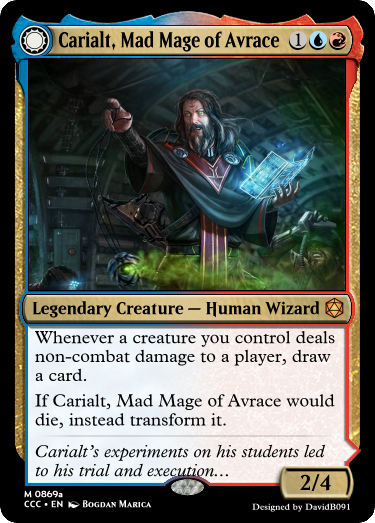 Carialt, Mad Mage of Avrace 1
Legendary Creature — Human Wizard
Whenever a creature you control deals
non-combat damage to a player, draw
a card.
If Carialt, Mad Mage of Avrace would
die, instead transform it.
Carialt's experiments on his students led
to his trial and execution…
2/4
M 0869a
CCC • EN Bogdan Marica
Designed by DavidB091